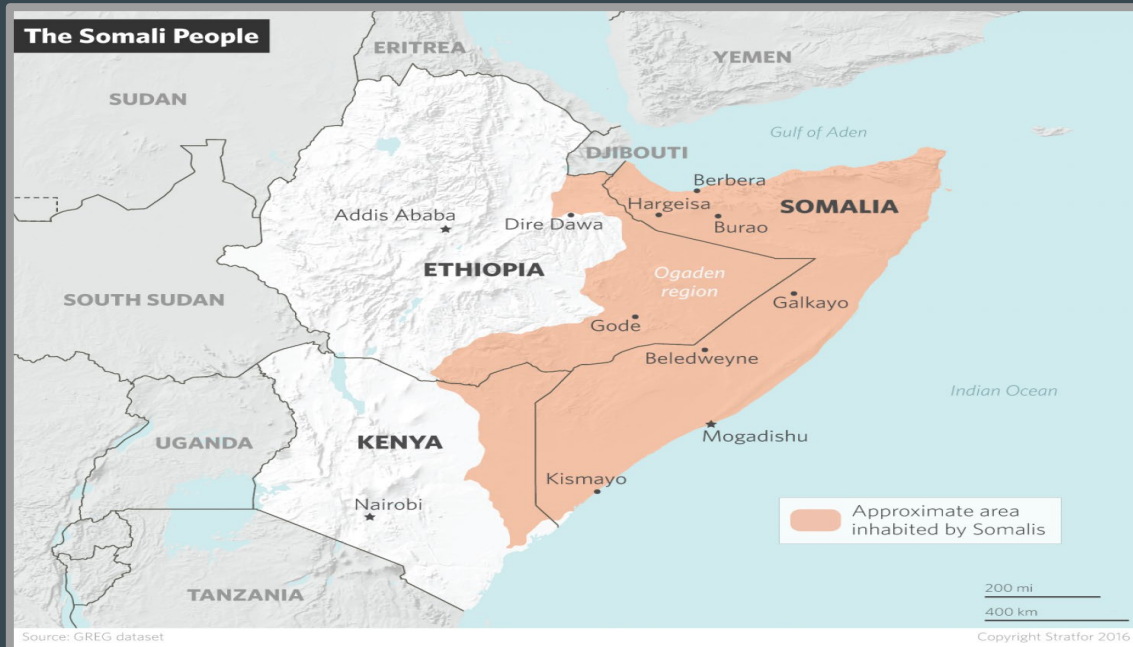 The Somali People
ERITREA
YEMEN
SUDAN
Gulf of Aden
DJIBOUTI
Berbera
Addis Ababa
Hargeisa
SOMALIA
Dire Dawa
Burao
ETHIOPIA
Ogaden
region
SOUTH SUDAN
Galkayo
Gode
Beledweyne
Indian Ocean
UGANDA
KENYA
Mogadishu
Kismayo
Nairobi
Approximate area
inhabited by Somalis
TANZANIA
200 mi
400 km
Source: GREG dataset
Copyright Stratfor 2016